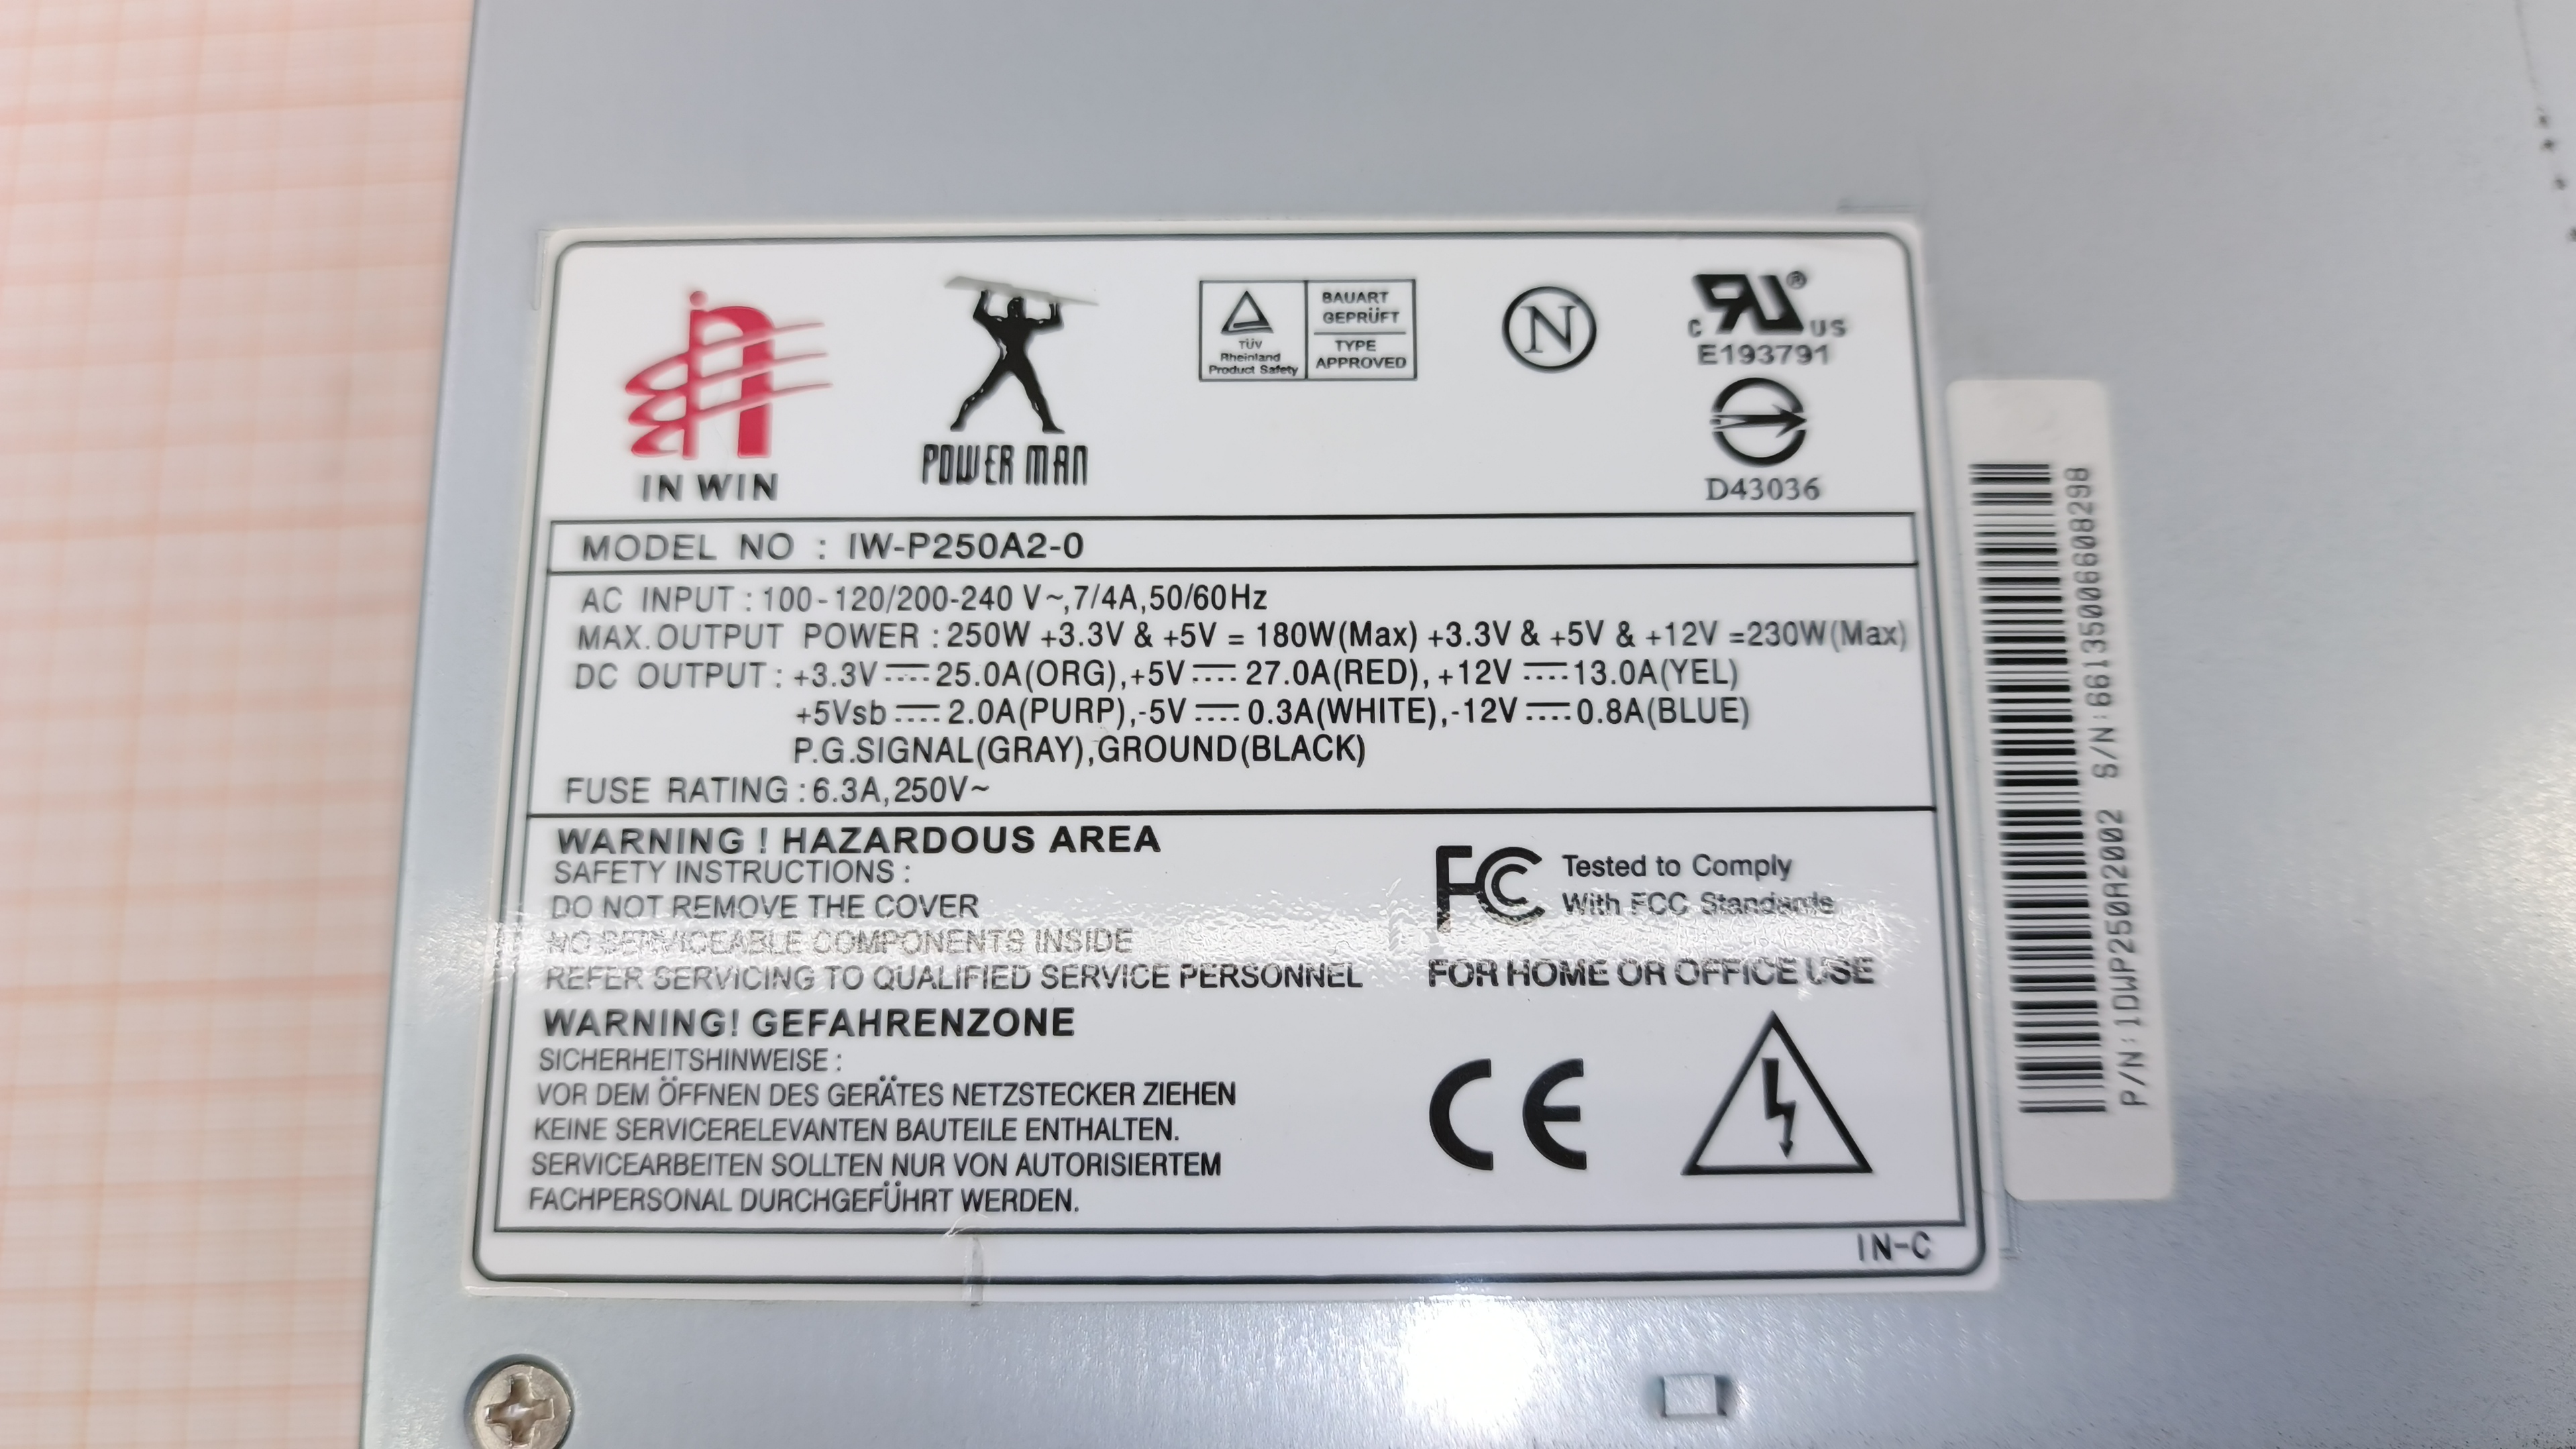 IN WIN
POWER MAN
TÜV
Rheinland
Product Safety
BAUART
GEPRÜFT
TYPE
APPROVED
N
C RU ® US
E193791
D43036
MODEL NO : IW-P250A2-0
AC INPUT : 100-120/200-240 V~,7/4A,50/60Hz
MAX.OUTPUT POWER : 250W +3.3V & +5V = 180W(Max) +3.3V & +5V & +12V =230W(Max)
DC OUTPUT : +3.3V⎓25.0A(ORG),+5V⎓27.0A(RED),+12V⎓13.0A(YEL)
+5Vsb⎓2.0A(PURP),-5V⎓0.3A(WHITE),-12V⎓0.8A(BLUE)
P.G.SIGNAL(GRAY),GROUND(BLACK)
FUSE RATING : 6.3A,250V~
WARNING ! HAZARDOUS AREA
SAFETY INSTRUCTIONS :
DO NOT REMOVE THE COVER
NO SERVICEABLE COMPONENTS INSIDE
REFER SERVICING TO QUALIFIED SERVICE PERSONNEL
FC Tested to Comply
With FCC Standards
FOR HOME OR OFFICE USE
WARNING! GEFAHRENZONE
SICHERHEITSHINWEISE :
VOR DEM ÖFFNEN DES GERÄTES NETZSTECKER ZIEHEN
KEINE SERVICERELEVANTEN BAUTEILE ENTHALTEN.
SERVICEARBEITEN SOLLTEN NUR VON AUTORISIERTEM
FACHPERSONAL DURCHGEFÜHRT WERDEN.
CE
IN-C
P/N:1DWP250A2002 S/N:66135006608298